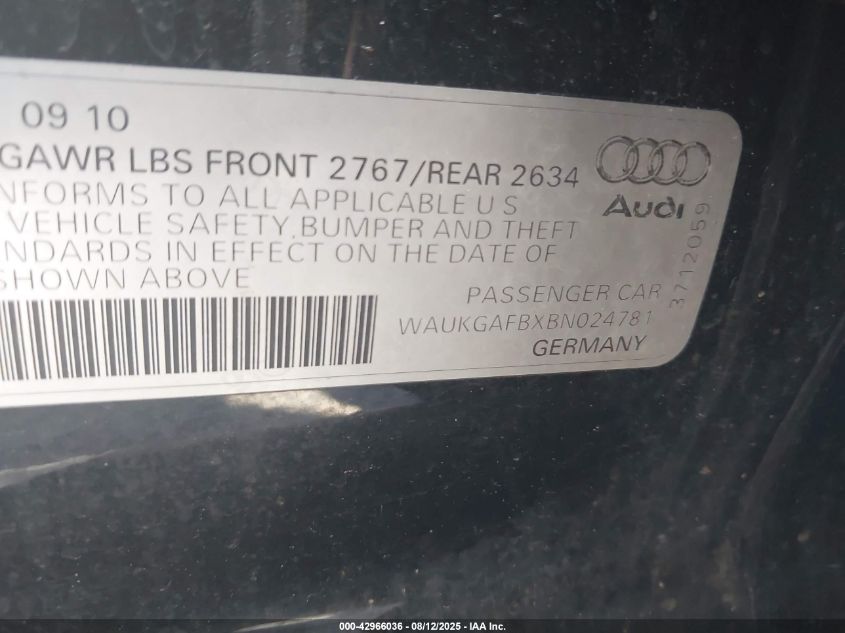 09 10
GAWR LBS FRONT 2767/REAR 2634
NFORMS TO ALL APPLICABLE U S
VEHICLE SAFETY, BUMPER AND THEFT
NDARDS IN EFFECT ON THE DATE OF
SHOWN ABOVE
Audi
3712059
PASSENGER CAR
WAUKGAFBXBN024781
GERMANY
000-42966036 - 08/12/2025 - IAA Inc.